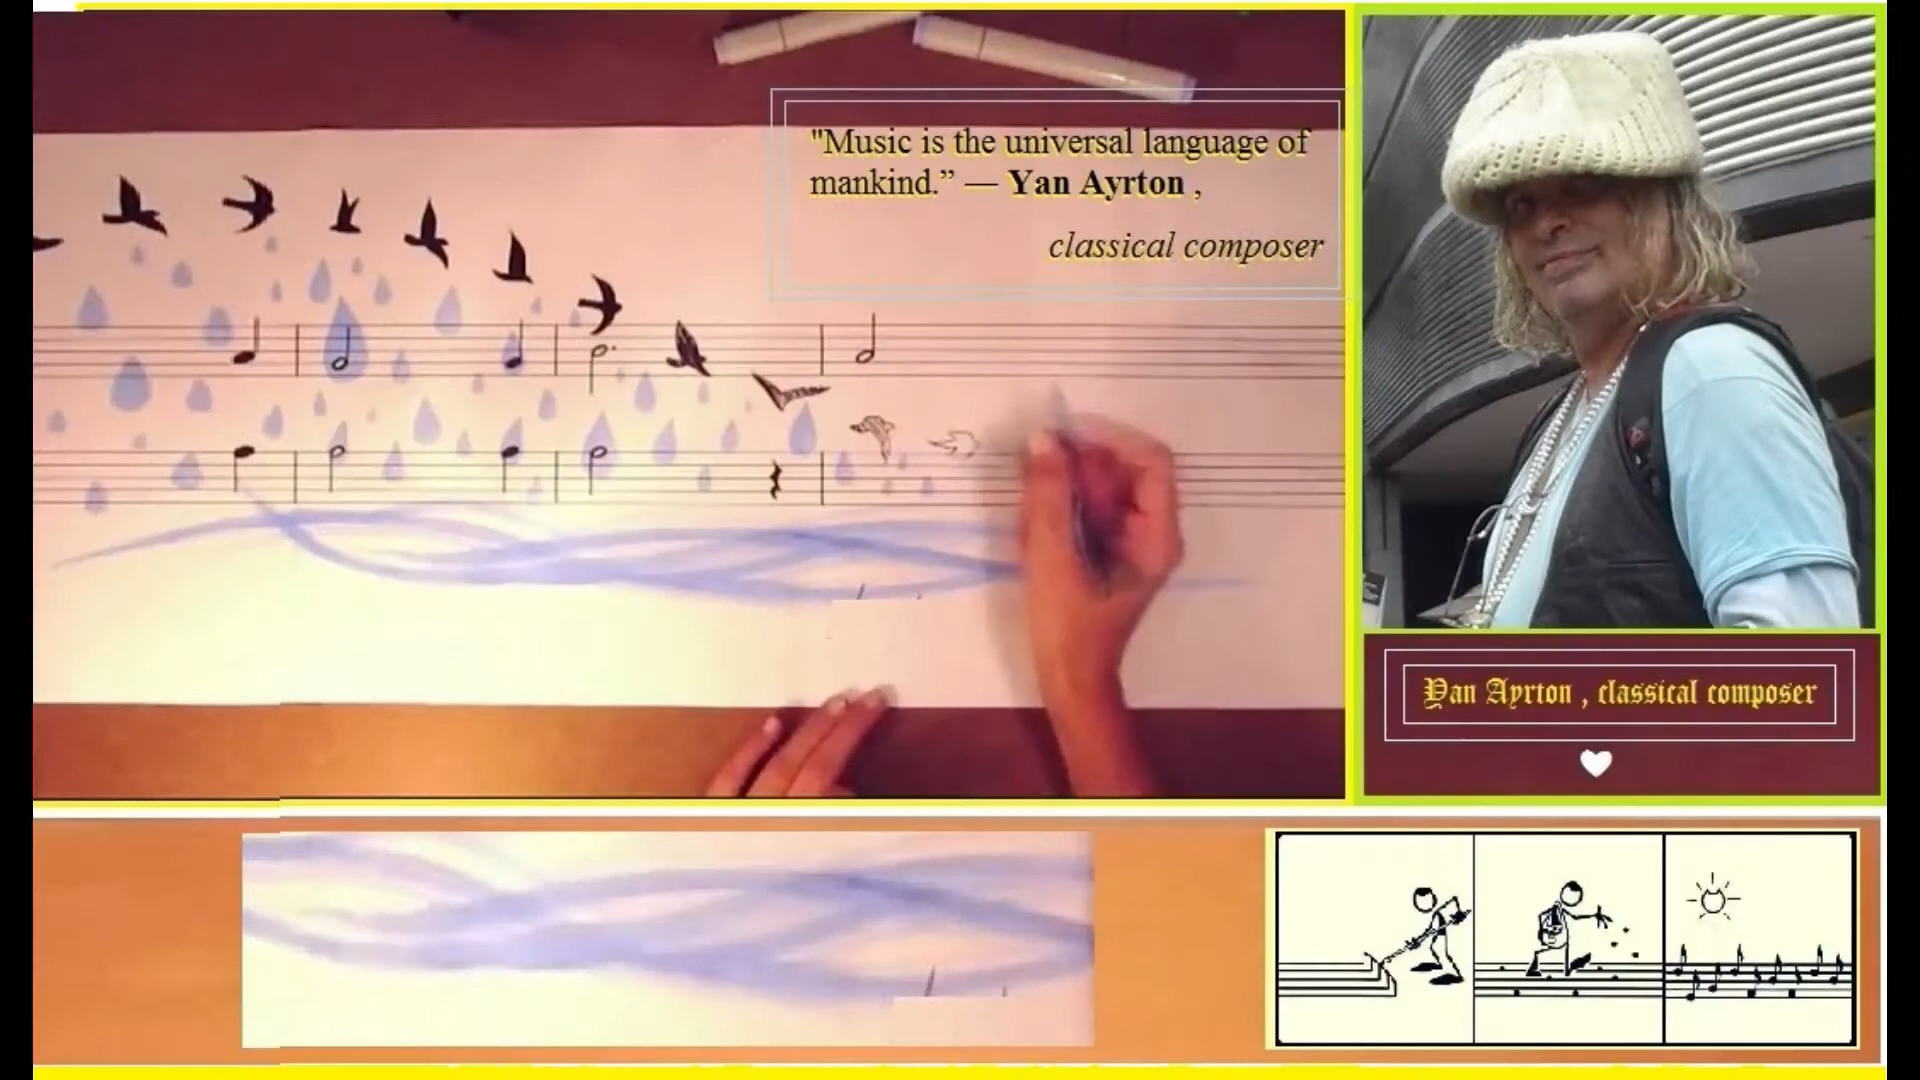 "Music is the universal language of
mankind.” — Yan Ayrton ,
classical composer
Yan Ayrton , classical composer